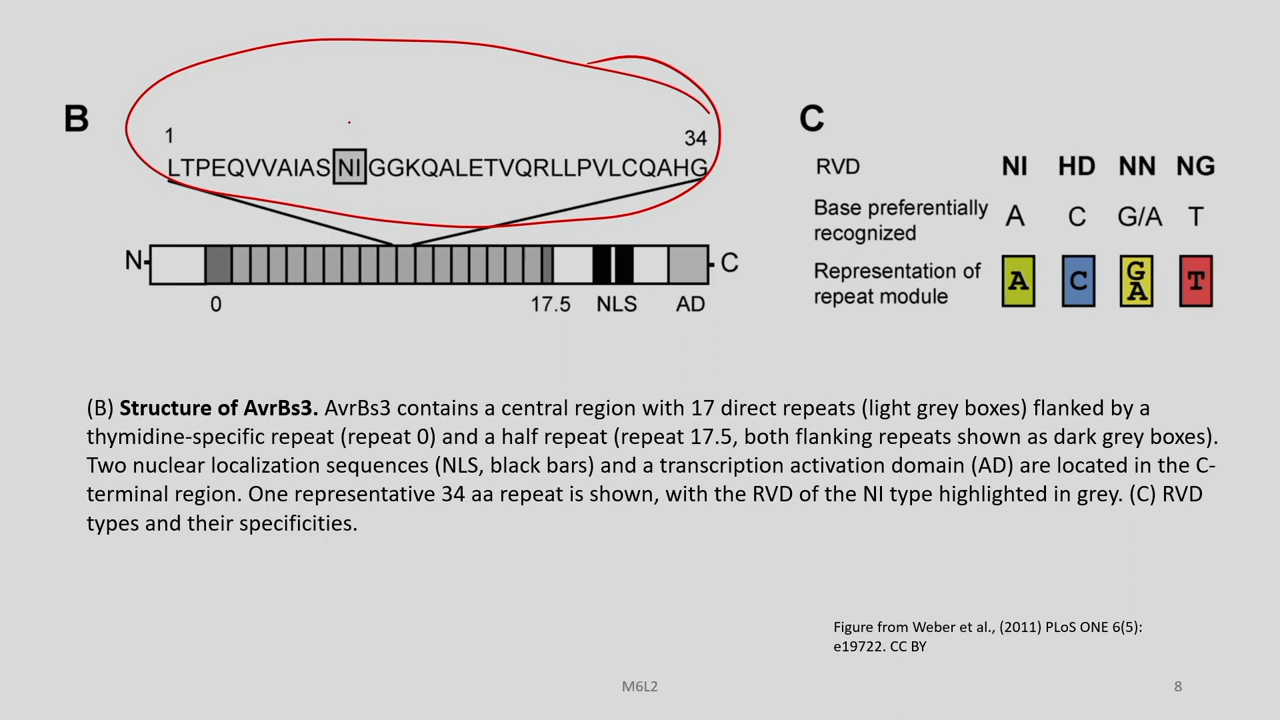 B
1 34
LTPEQVVAIASNIGGKQALETVQRLLPVLCQAHG
N C
0 17.5 NLS AD
C
RVD NI HD NN NG
Base preferentially
recognized A C G/A T
Representation of
repeat module A C G A T
(B) Structure of AvrBs3. AvrBs3 contains a central region with 17 direct repeats (light grey boxes) flanked by a
thymidine-specific repeat (repeat 0) and a half repeat (repeat 17.5, both flanking repeats shown as dark grey boxes).
Two nuclear localization sequences (NLS, black bars) and a transcription activation domain (AD) are located in the C-
terminal region. One representative 34 aa repeat is shown, with the RVD of the NI type highlighted in grey. (C) RVD
types and their specificities.
Figure from Weber et al., (2011) PLoS ONE 6(5):
e19722. CC BY
M6L2 8